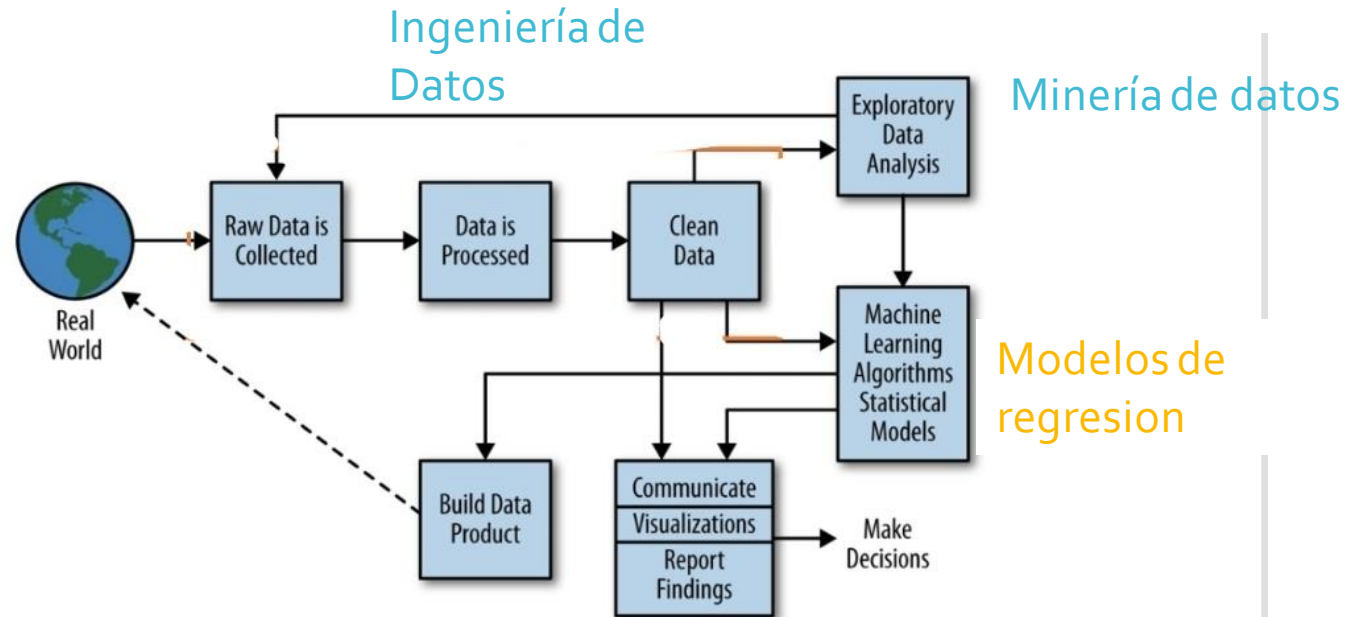 Ingeniería de
Datos
Minería de datos
Exploratory
Data
Analysis
Raw Data is
Collected
Data is
Processed
Clean
Data
Real
World
Machine
Learning
Algorithms
Statistical
Models
Modelos de
regresion
Build Data
Product
Communicate
Visualizations
Report
Findings
Make
Decisions